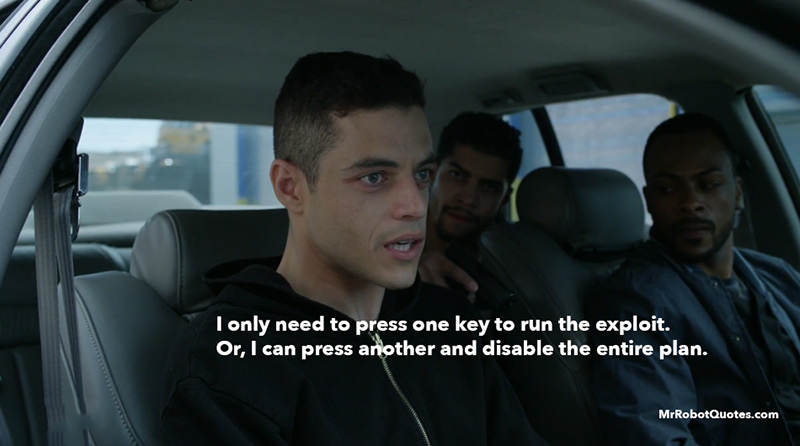 I only need to press one key to run the exploit.
Or, I can press another and disable the entire plan.
MrRobotQuotes.com